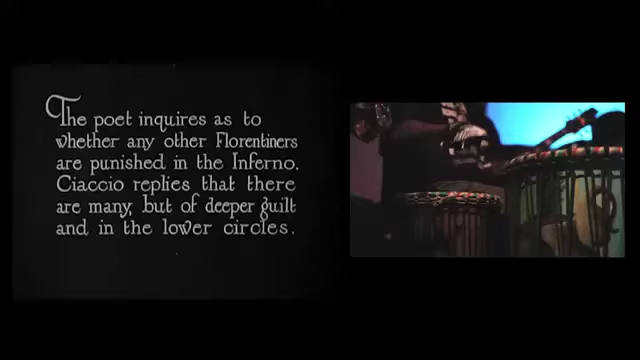 The poet inquires as to
whether any other Florentiners
are punished in the Inferno.
Ciaccio replies that there
are many, but of deeper guilt
and in the lower circles.